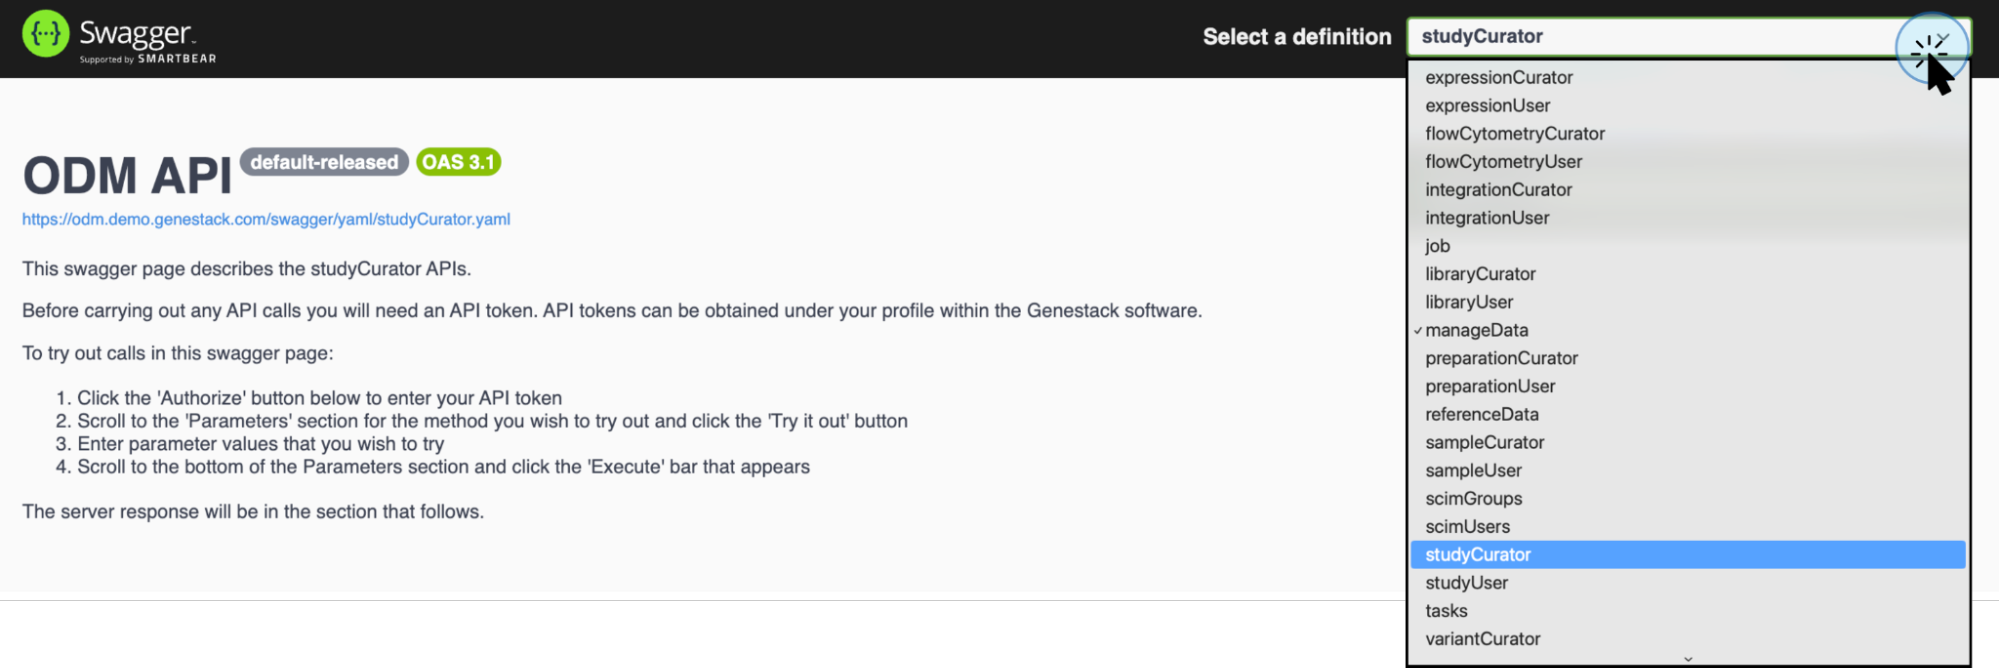 Swagger
Supported by SMARTBEAR
Select a definition
studyCurator
ODM API default-released OAS 3.1
https://odm.demo.genestack.com/swagger/yaml/studyCurator.yaml
This swagger page describes the studyCurator APIs.
Before carrying out any API calls you will need an API token. API tokens can be obtained under your profile within the Genestack software.
To try out calls in this swagger page:
1. Click the 'Authorize' button below to enter your API token
2. Scroll to the 'Parameters' section for the method you wish to try out and click the 'Try it out' button
3. Enter parameter values that you wish to try
4. Scroll to the bottom of the Parameters section and click the 'Execute' bar that appears
The server response will be in the section that follows.
expressionCurator
expressionUser
flowCytometryCurator
flowCytometryUser
integrationCurator
integrationUser
job
libraryCurator
libraryUser
✓ manageData
preparationCurator
preparationUser
referenceData
sampleCurator
sampleUser
scimGroups
scimUsers
studyCurator
studyUser
tasks
variantCurator